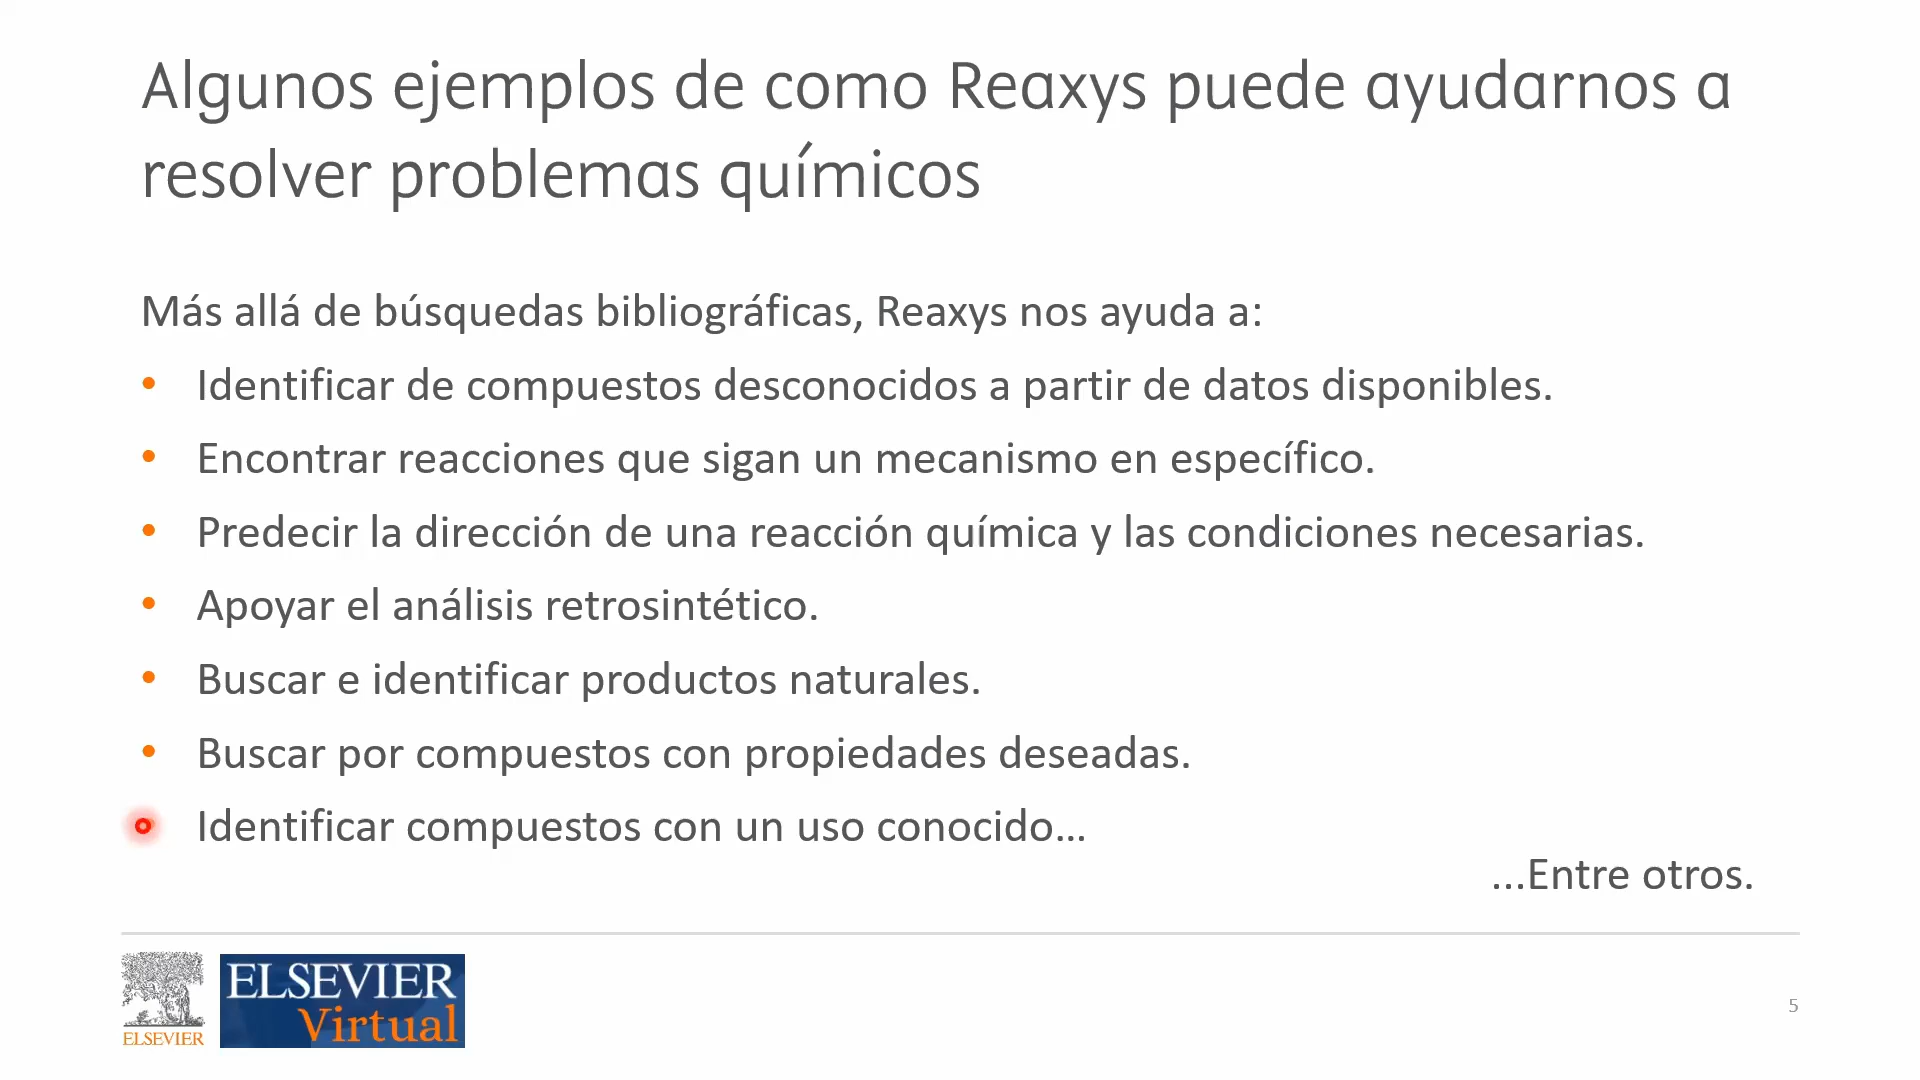 Algunos ejemplos de como Reaxys puede ayudarnos a
resolver problemas químicos
Más allá de búsquedas bibliográficas, Reaxys nos ayuda a:
• Identificar de compuestos desconocidos a partir de datos disponibles.
• Encontrar reacciones que sigan un mecanismo en específico.
• Predecir la dirección de una reacción química y las condiciones necesarias.
• Apoyar el análisis retrosintético.
• Buscar e identificar productos naturales.
• Buscar por compuestos con propiedades deseadas.
• Identificar compuestos con un uso conocido...
...Entre otros.
ELSEVIER
ELSEVIER
Virtual
5